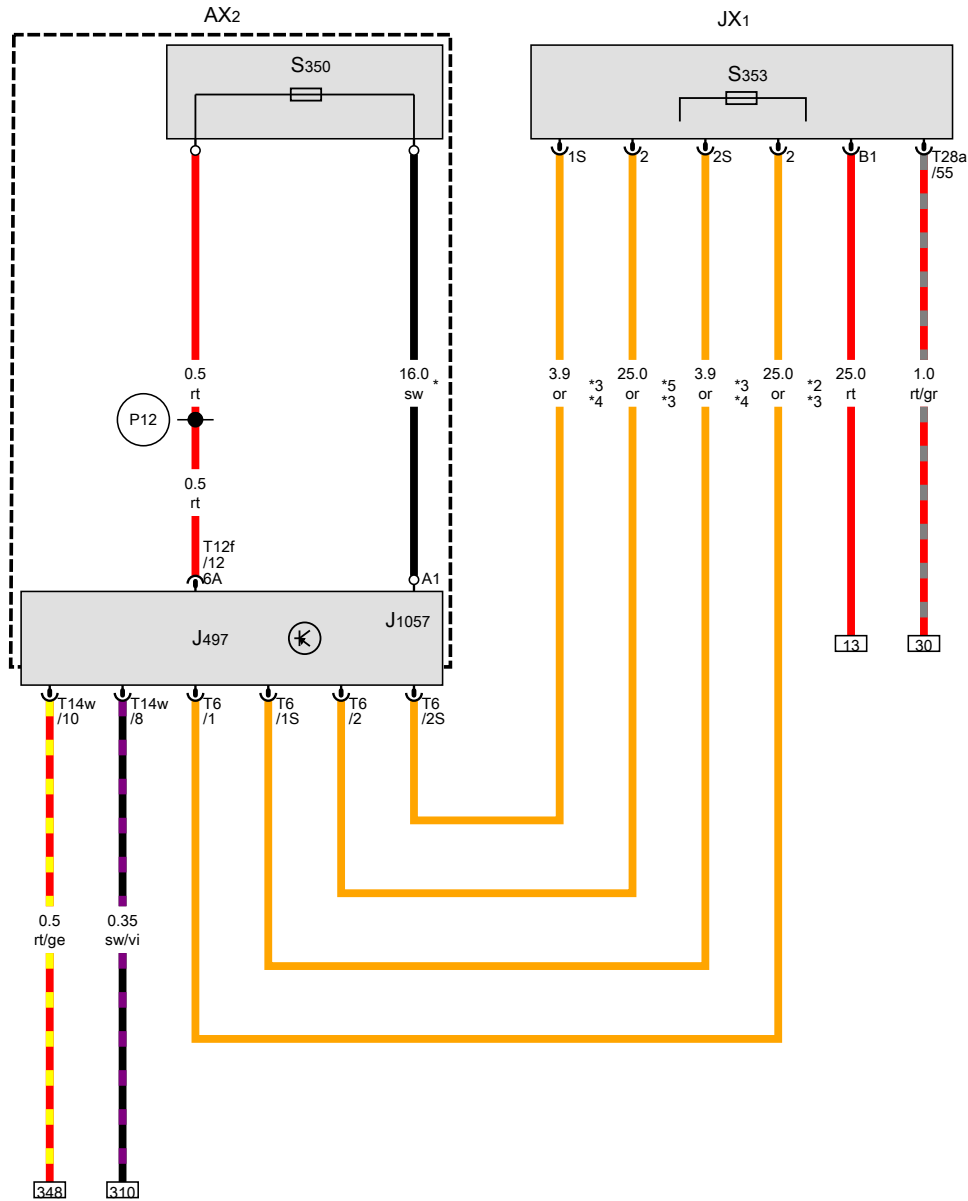 AX2
JX1
S350
S353
1S
2
2S
2
B1
T28a
/55
0.5
rt
16.0
sw
*
3.9
or
*3
*4
25.0
or
*5
*3
3.9
or
*3
*4
25.0
or
*2
*3
25.0
rt
1.0
rt/gr
P12
0.5
rt
T12f
/12
6A
A1
J497
J1057
13
30
T14w
/10
T14w
/8
T6
/1
T6
/1S
T6
/2
T6
/2S
0.5
rt/ge
0.35
sw/vi
348
310